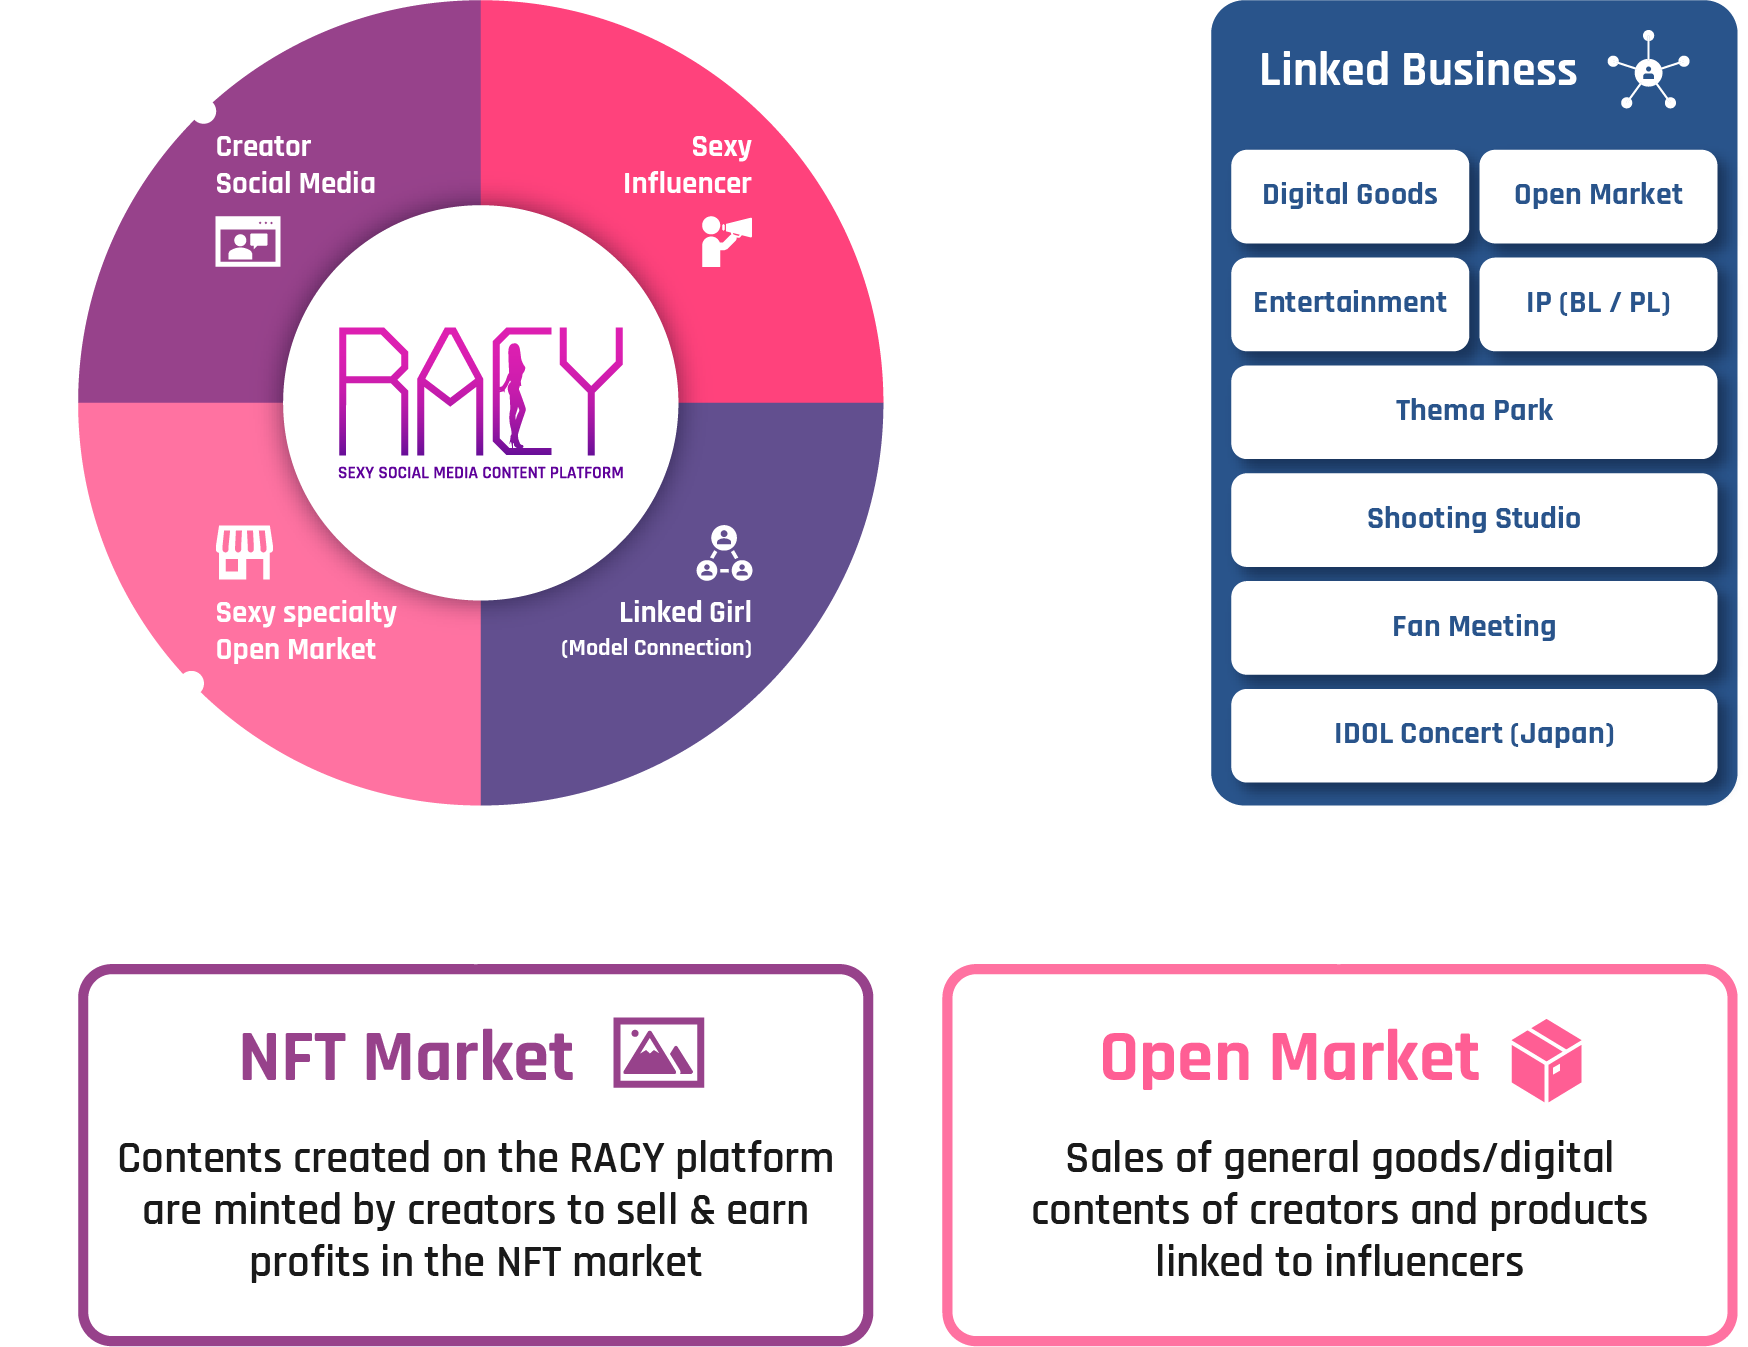 Creator
Social Media
Sexy
Influencer
RACY
SEXY SOCIAL MEDIA CONTENT PLATFORM
Sexy specialty
Open Market
Linked Girl
(Model Connection)
Linked Business
Digital Goods
Open Market
Entertainment
IP (BL / PL)
Thema Park
Shooting Studio
Fan Meeting
IDOL Concert (Japan)
NFT Market
Contents created on the RACY platform
are minted by creators to sell & earn
profits in the NFT market
Open Market
Sales of general goods/digital
contents of creators and products
linked to influencers